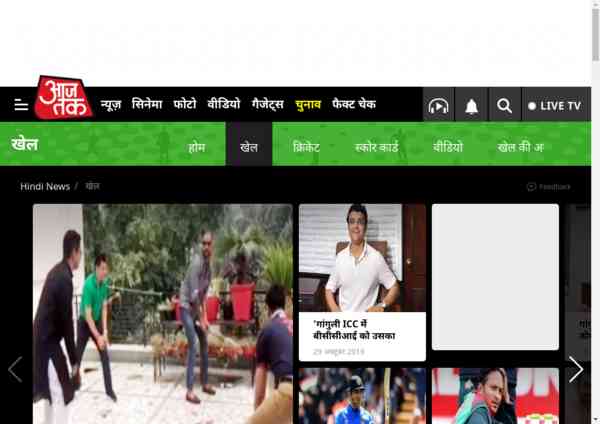 आज
तक
न्यूज़ सिनेमा फोटो वीडियो गैजेट्स चुनाव फैक्ट चेक
LIVE TV
खेल
होम खेल क्रिकेट स्कोर कार्ड वीडियो खेल की अ
Hindi News / खेल
Feedback
'गांगुली ICC में
बीसीसीआई को उसका
29 अक्टूबर 2019